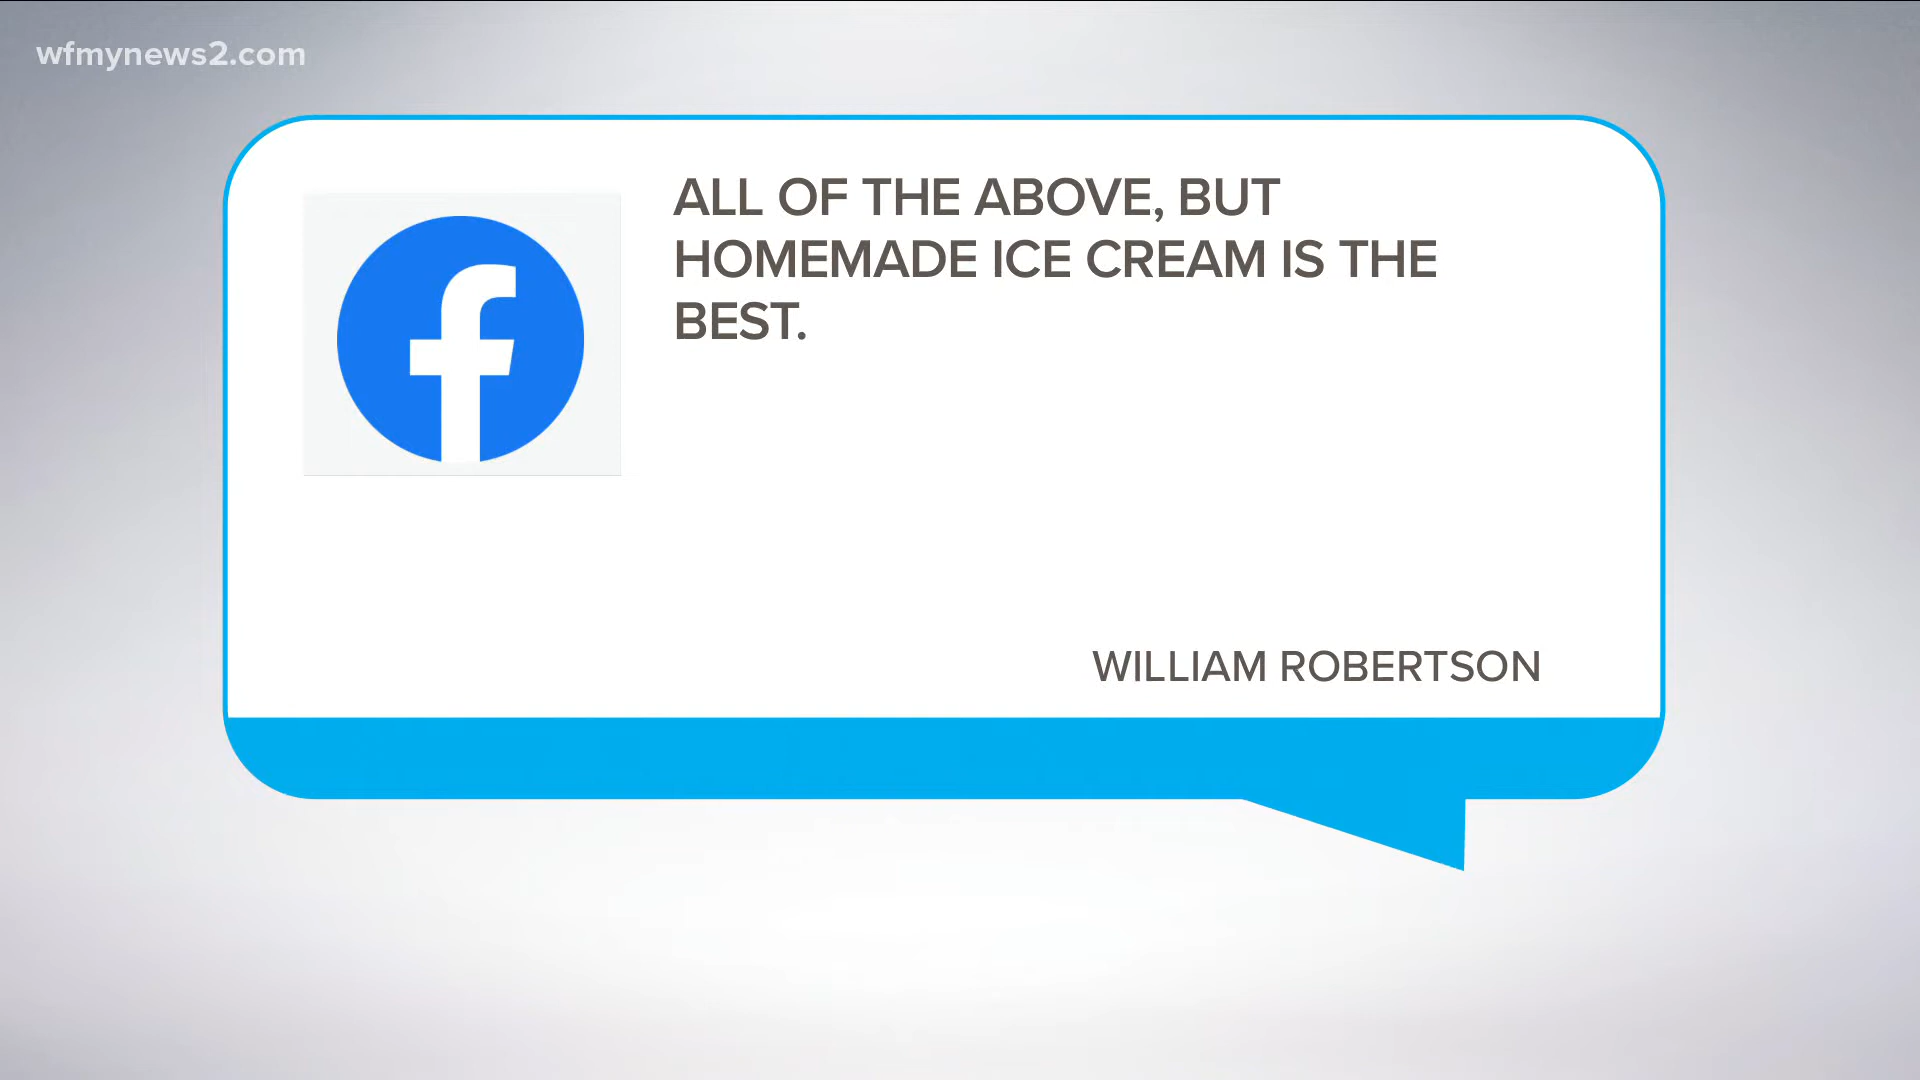 wfmynews2.com
ALL OF THE ABOVE, BUT
HOMEMADE ICE CREAM IS THE
BEST.
WILLIAM ROBERTSON